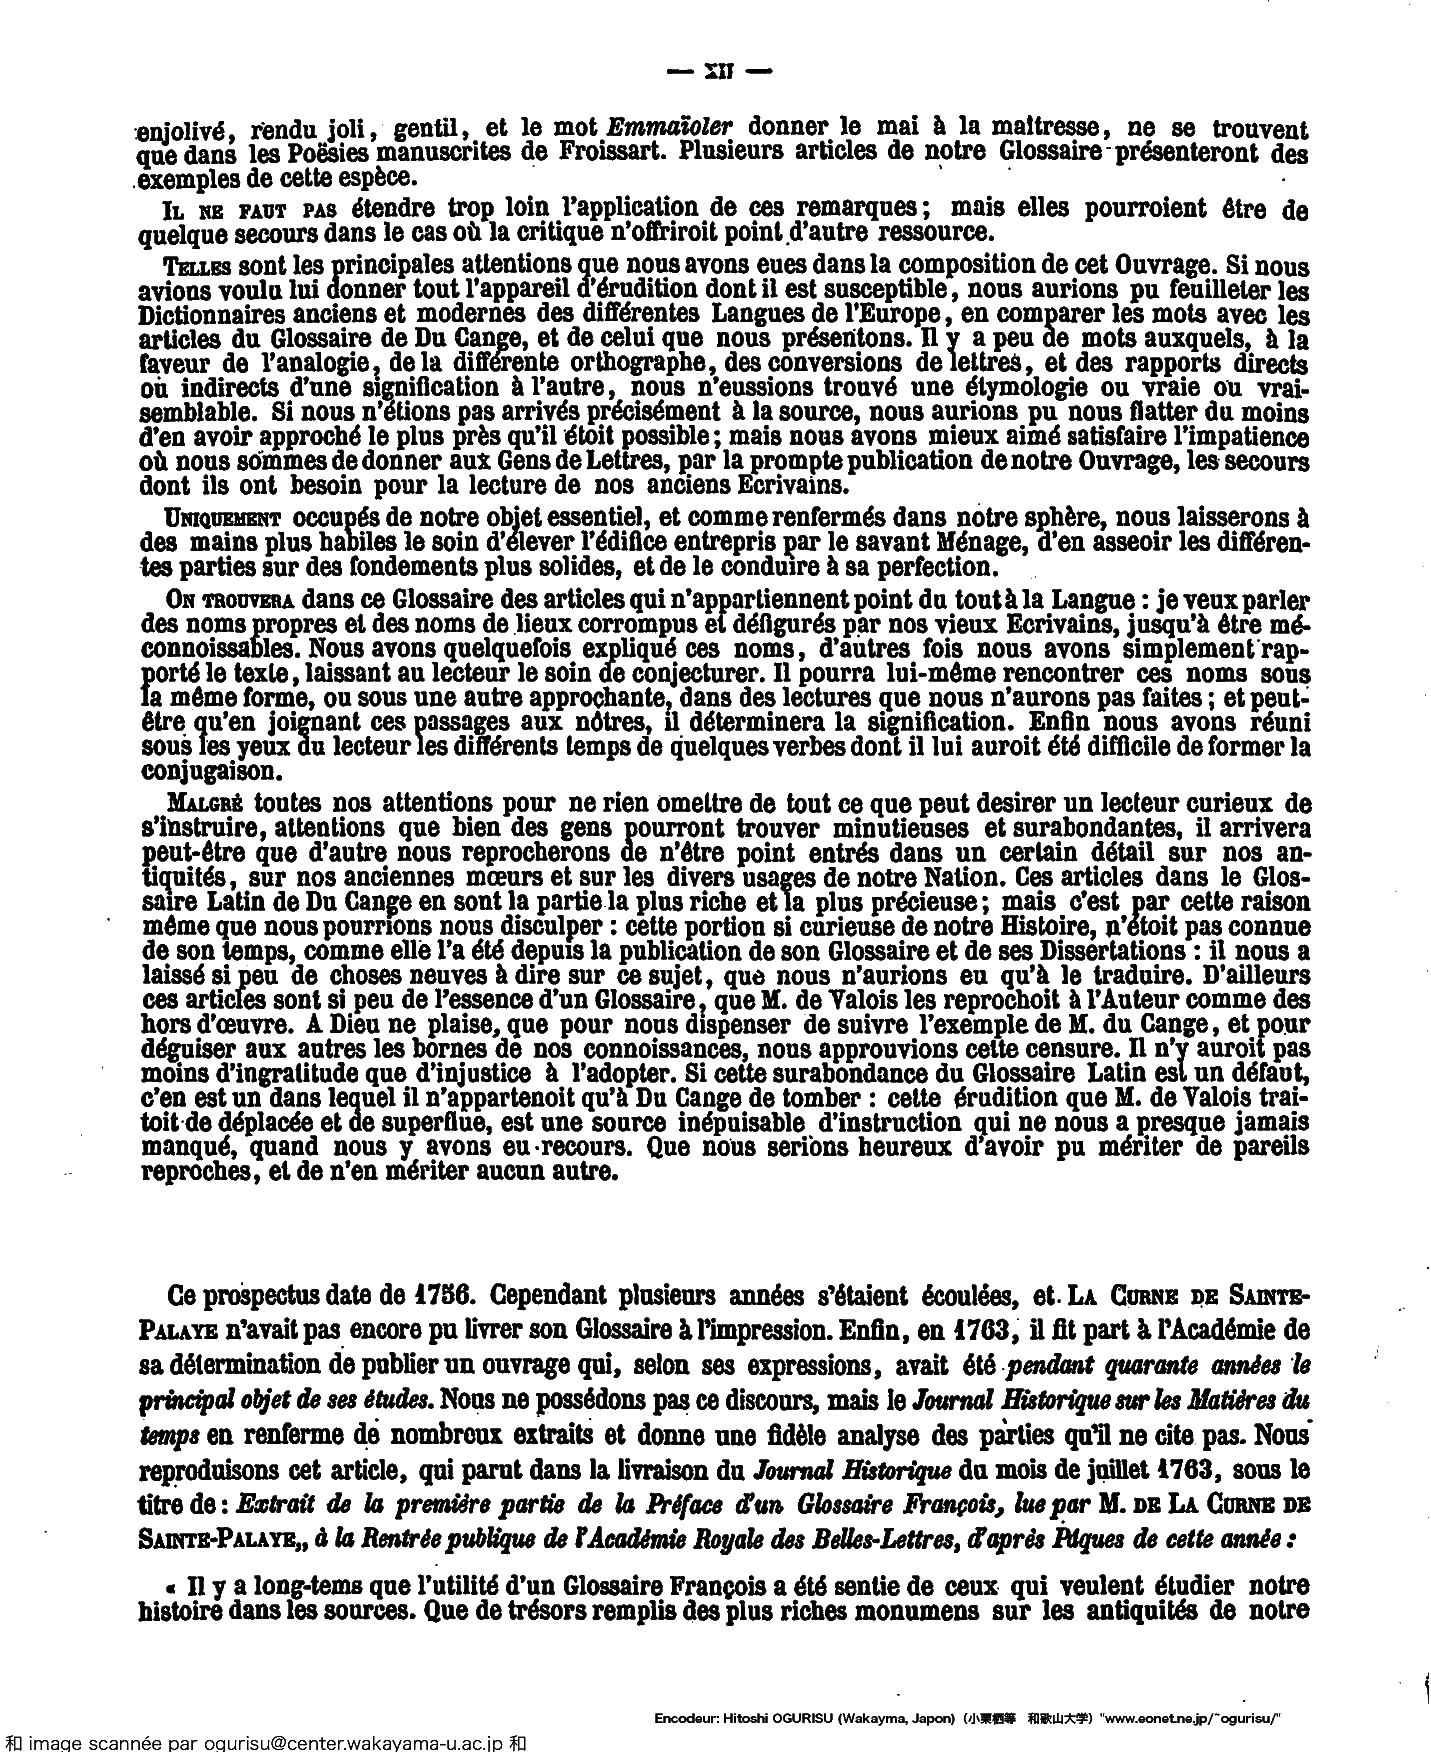 — XII —
enjolivé, rendu joli, gentil, et le mot Emmaïoler donner le mai à la maîtresse, ne se trouvent
que dans les Poësies manuscrites de Froissart. Plusieurs articles de notre Glossaire présenteront des
exemples de cette espèce.
IL NE FAUT PAS étendre trop loin l'application de ces remarques; mais elles pourroient être de
quelque secours dans le cas où la critique n'offriroit point d'autre ressource.
TELLES sont les principales attentions que nous avons eues dans la composition de cet Ouvrage. Si nous
avions voulu lui donner tout l'appareil d'érudition dont il est susceptible, nous aurions pu feuilleter les
Dictionnaires anciens et modernes des différentes Langues de l'Europe, en comparer les mots avec les
articles du Glossaire de Du Cange, et de celui que nous présentons. Il y a peu de mots auxquels, à la
faveur de l'analogie, de la différente orthographe, des conversions de lettres, et des rapports directs
ou indirects d'une signification à l'autre, nous n'eussions trouvé une étymologie ou vraie ou vrai-
semblable. Si nous n'étions pas arrivés précisément à la source, nous aurions pu nous flatter du moins
d'en avoir approché le plus près qu'il étoit possible; mais nous avons mieux aimé satisfaire l'impatience
où nous sommes de donner aux Gens de Lettres, par la prompte publication de notre Ouvrage, les secours
dont ils ont besoin pour la lecture de nos anciens Ecrivains.
UNIQUEMENT occupés de notre objet essentiel, et comme renfermés dans notre sphère, nous laisserons à
des mains plus habiles le soin d'élever l'édifice entrepris par le savant Ménage, d'en asseoir les différen-
tes parties sur des fondements plus solides, et de le conduire à sa perfection.
ON TROUVERA dans ce Glossaire des articles qui n'appartiennent point du tout à la Langue : je veux parler
des noms propres et des noms de lieux corrompus et défigurés par nos vieux Ecrivains, jusqu'à être mé-
connoissables. Nous avons quelquefois expliqué ces noms, d'autres fois nous avons simplement rap-
porté le texte, laissant au lecteur le soin de conjecturer. Il pourra lui-même rencontrer ces noms sous
la même forme, ou sous une autre approchante, dans des lectures que nous n'aurons pas faites; et peut-
être qu'en joignant ces passages aux nôtres, il déterminera la signification. Enfin nous avons réuni
sous les yeux du lecteur les différents temps de quelques verbes dont il lui auroit été difficile de former la
conjugaison.
MALGRÉ toutes nos attentions pour ne rien omettre de tout ce que peut desirer un lecteur curieux de
s'instruire, attentions que bien des gens pourront trouver minutieuses et surabondantes, il arrivera
peut-être que d'autre nous reprocherons de n'être point entrés dans un certain détail sur nos an-
tiquités, sur nos anciennes mœurs et sur les divers usages de notre Nation. Ces articles dans le Glos-
saire Latin de Du Cange en sont la partie la plus riche et la plus précieuse; mais c'est par cette raison
même que nous pourrions nous disculper : cette portion si curieuse de notre Histoire, n'étoit pas connue
de son temps, comme elle l'a été depuis la publication de son Glossaire et de ses Dissertations : il nous a
laissé si peu de choses neuves à dire sur ce sujet, que nous n'aurions eu qu'à le traduire. D'ailleurs
ces articles sont si peu de l'essence d'un Glossaire, que M. de Valois les reprochoit à l'Auteur comme des
hors d'œuvre. A Dieu ne plaise, que pour nous dispenser de suivre l'exemple de M. du Cange, et pour
déguiser aux autres les bornes de nos connoissances, nous approuvions cette censure. Il n'y auroit pas
moins d'ingratitude que d'injustice à l'adopter. Si cette surabondance du Glossaire Latin est un défaut,
c'en est un dans lequel il n'appartenoit qu'à Du Cange de tomber : cette érudition que M. de Valois trai-
toit de déplacée et de superflue, est une source inépuisable d'instruction qui ne nous a presque jamais
manqué, quand nous y avons eu recours. Que nous serions heureux d'avoir pu mériter de pareils
reproches, et de n'en mériter aucun autre.
Ce prospectus date de 1756. Cependant plusieurs années s'étaient écoulées, et LA CURNE DE SAINTE-
PALAYE n'avait pas encore pu livrer son Glossaire à l'impression. Enfin, en 1763, il fit part à l'Académie de
sa détermination de publier un ouvrage qui, selon ses expressions, avait été pendant quarante années le
principal objet de ses études. Nous ne possédons pas ce discours, mais le Journal Historique sur les Matières du
temps en renferme de nombreux extraits et donne une fidèle analyse des parties qu'il ne cite pas. Nous
reproduisons cet article, qui parut dans la livraison du Journal Historique du mois de juillet 1763, sous le
titre de : Extrait de la première partie de la Préface d'un Glossaire François, lue par M. DE LA CURNE DE
SAINTE-PALAYE,, à la Rentrée publique de l'Académie Royale des Belles-Lettres, d'après Pâques de cette année :
« Il y a long-tems que l'utilité d'un Glossaire François a été sentie de ceux qui veulent étudier notre
histoire dans les sources. Que de trésors remplis des plus riches monumens sur les antiquités de notre
Encodeur: Hitoshi OGURISU (Wakayma, Japon) (小栗栖等 和歌山大学) "www.eonet.ne.jp/~ogurisu/"
和 image scannée par ogurisu@center.wakayama-u.ac.jp 和